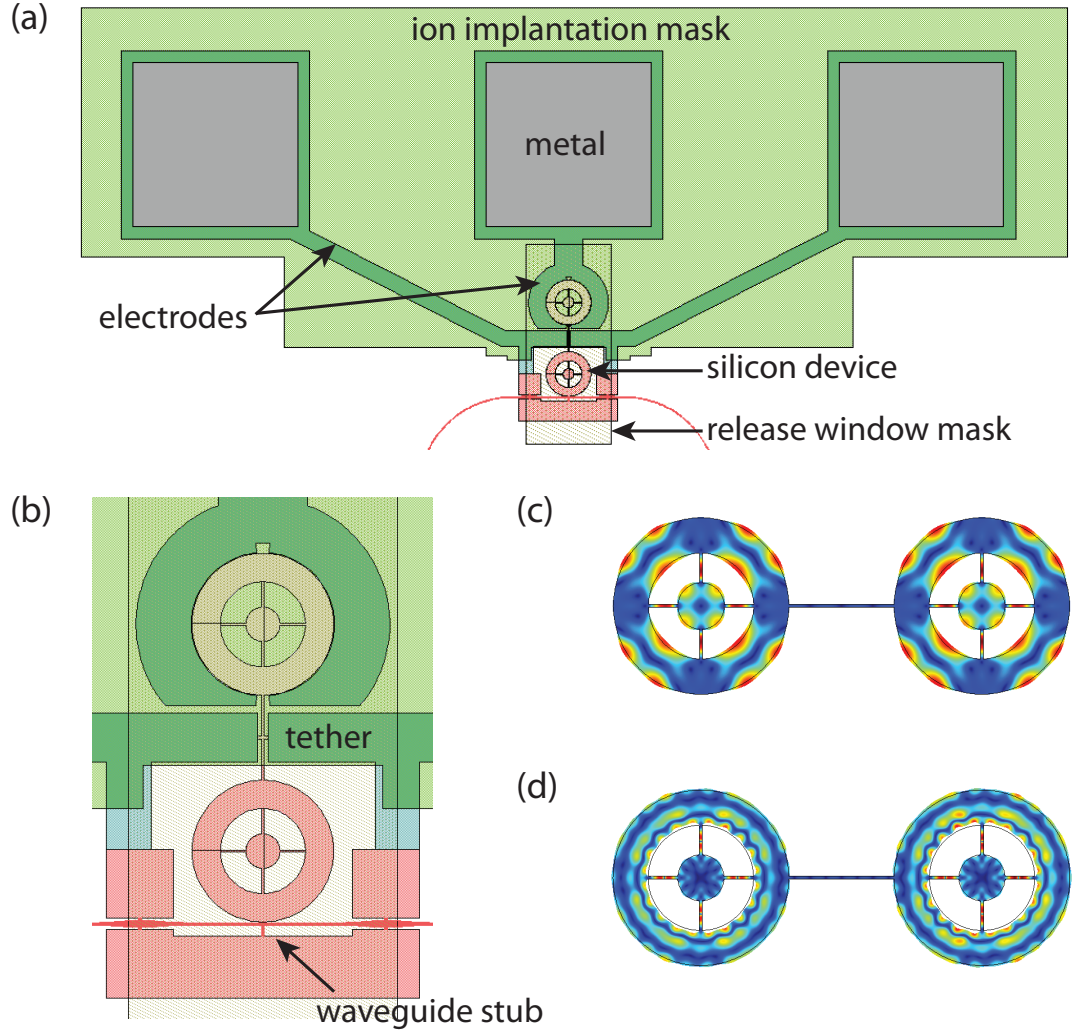 (a)
ion implantation mask
metal
electrodes
silicon device
release window mask
(b)
tether
waveguide stub
(c)
(d)